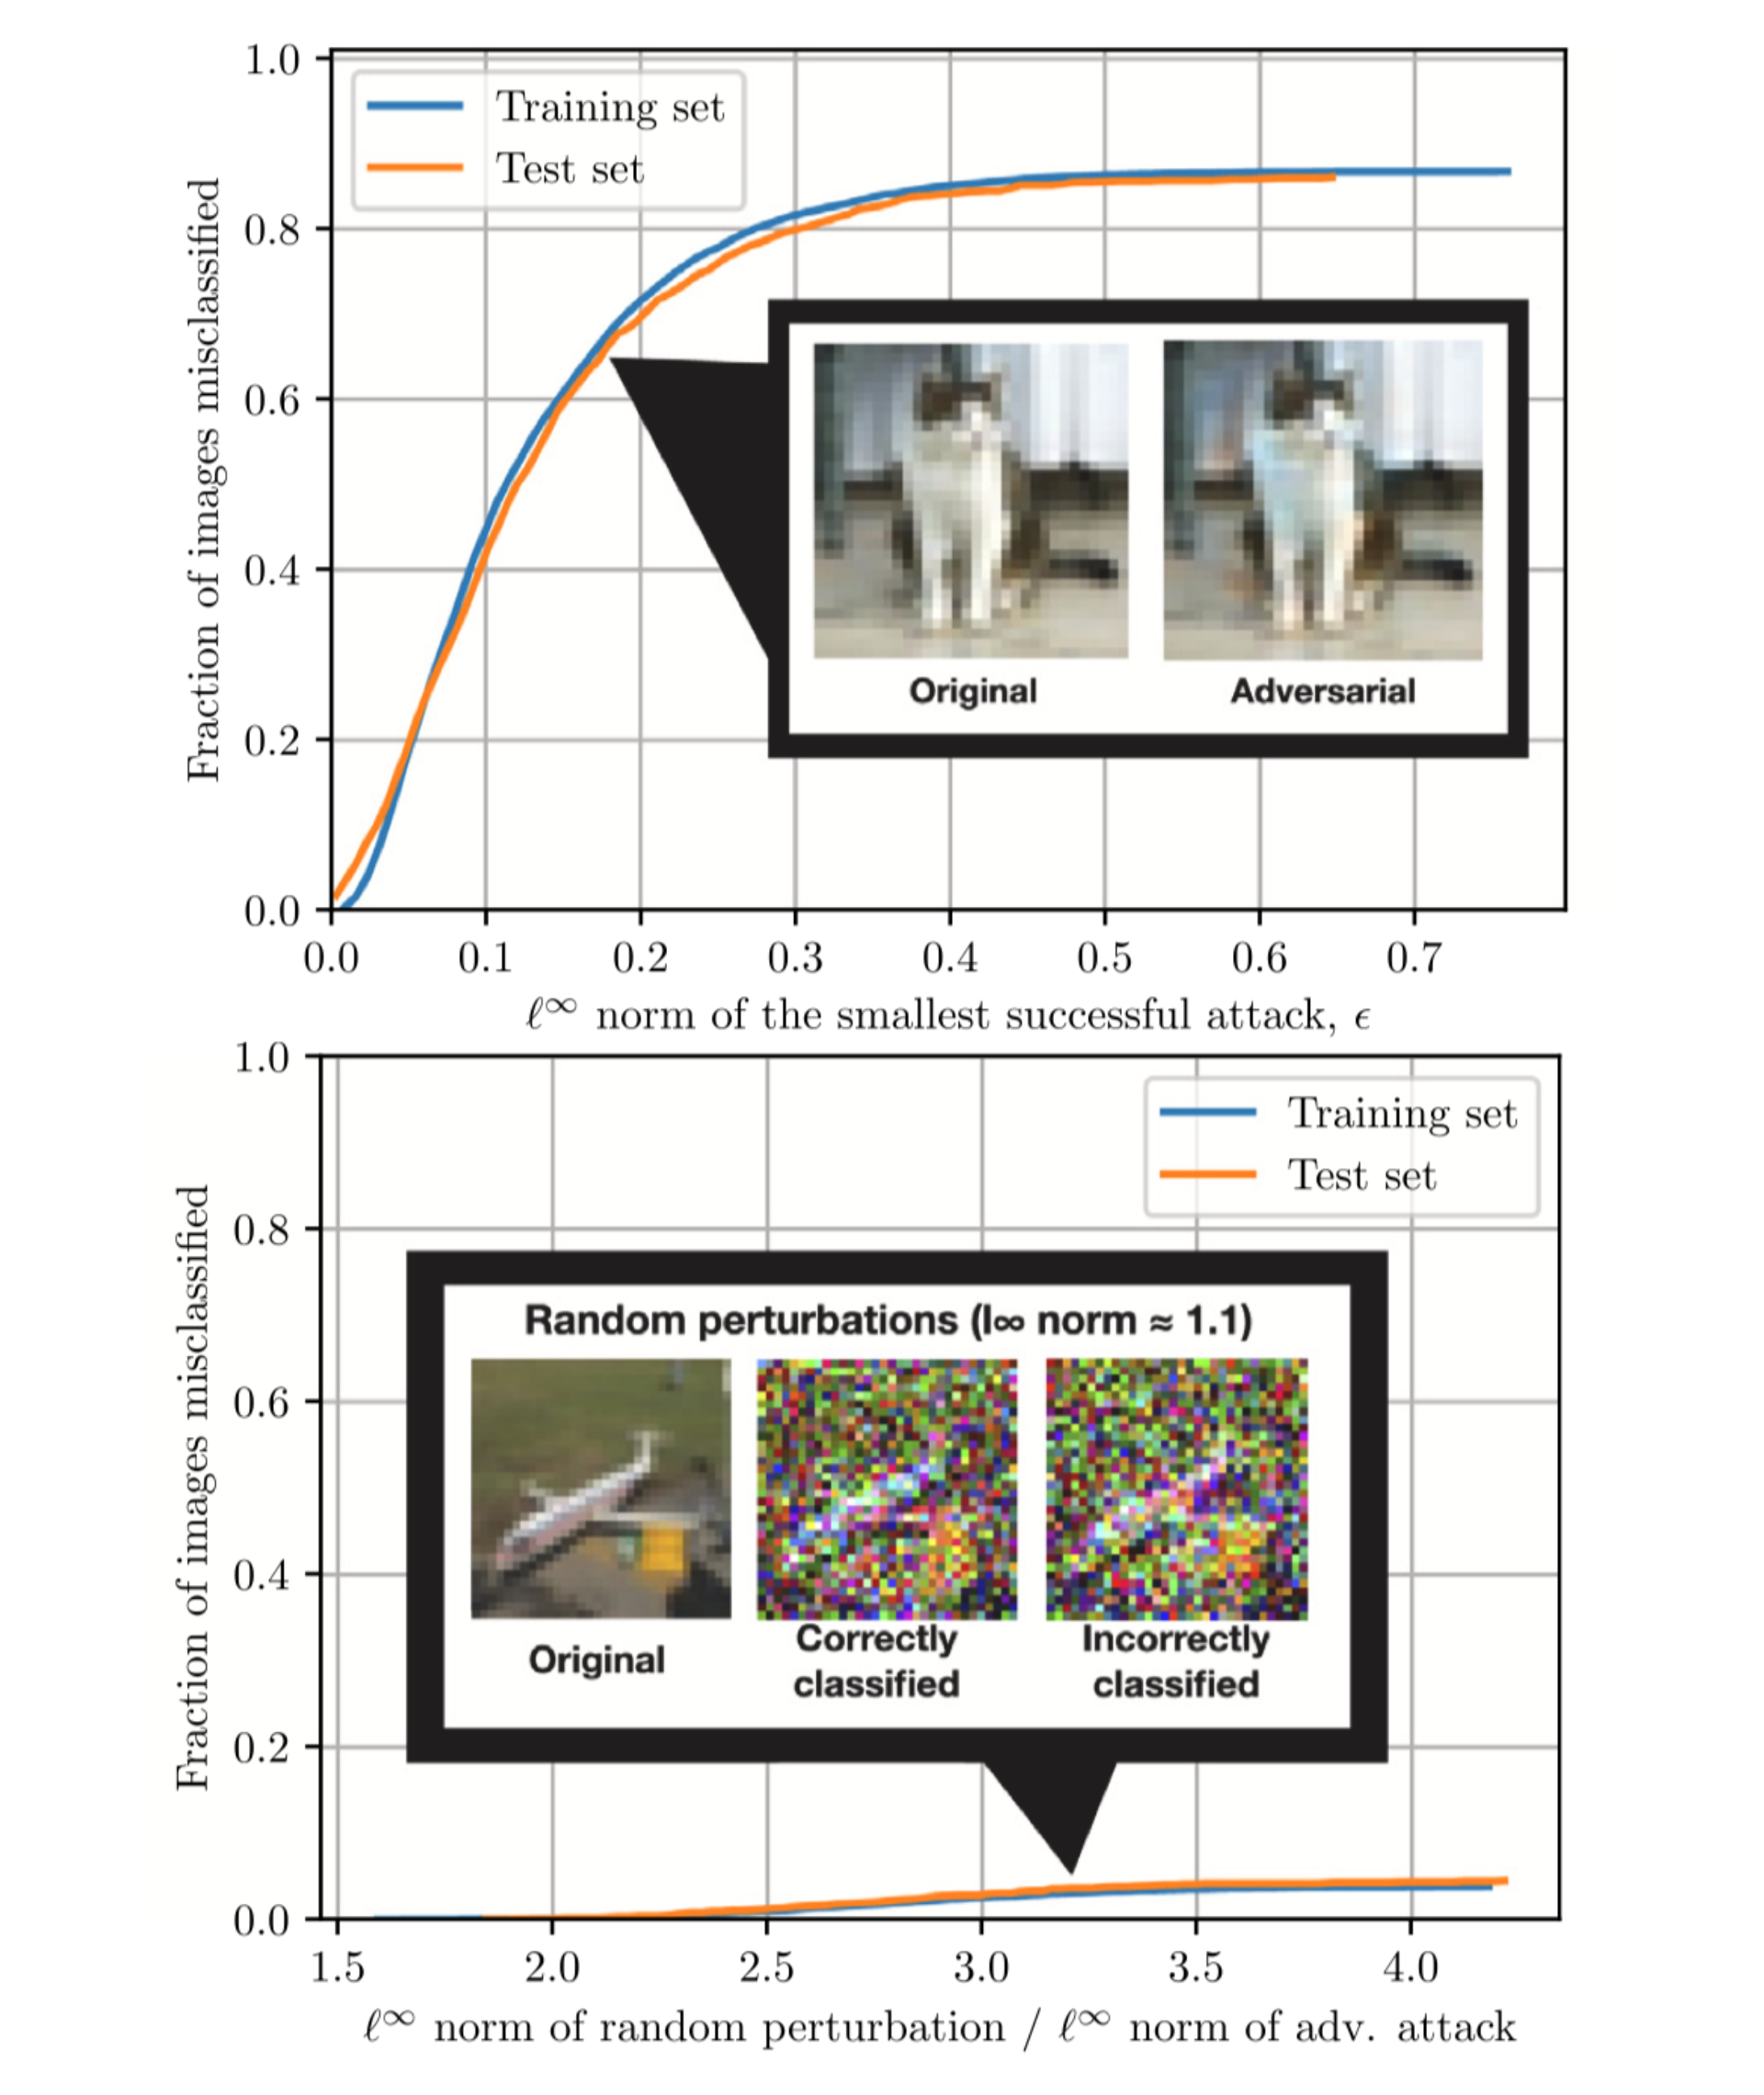 1.0
0.8
0.6
0.4
0.2
0.0
Fraction of images misclassified
Training set
Test set
Original
Adversarial
0.0 0.1 0.2 0.3 0.4 0.5 0.6 0.7
ℓ∞ norm of the smallest successful attack, ϵ
1.0
0.8
0.6
0.4
0.2
0.0
Fraction of images misclassified
Training set
Test set
Random perturbations (l∞ norm ≈ 1.1)
Original
Correctly
classified
Incorrectly
classified
1.5 2.0 2.5 3.0 3.5 4.0
ℓ∞ norm of random perturbation / ℓ∞ norm of adv. attack